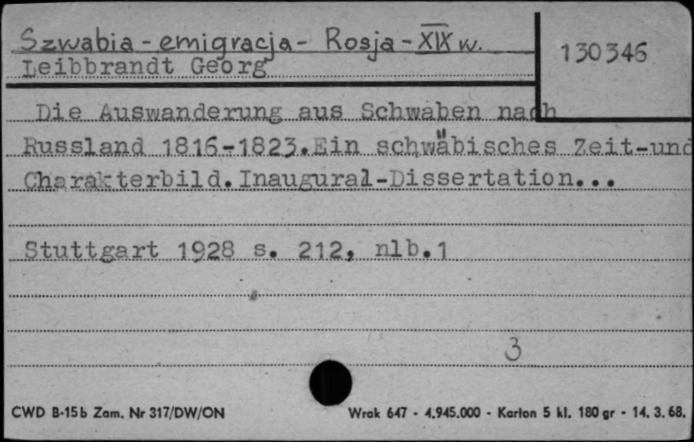 Szwabia - emigracja - Rosja - XIX w.
130346
Leibbrandt Georg
Die Auswanderung aus Schwaben nach
Russland 1816-1823.Ein schwäbisches Zeit-und
Charakterbild.Inaugural-Dissertation...
Stuttgart 1928 s. 212, nlb.1
3
CWD B-15b Zam. Nr 317/DW/ON Wrak 647 - 4.945.000 - Karton 5 kl. 180 gr - 14. 3. 68.